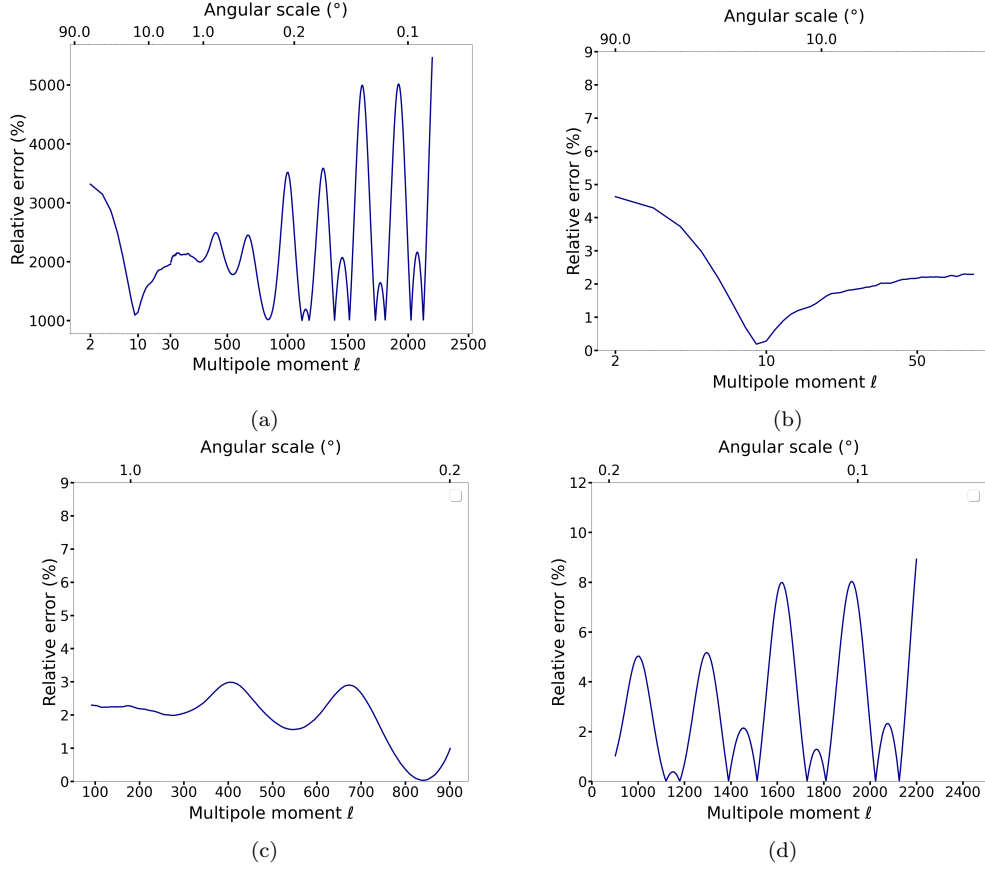 Angular scale (°)
90.0 10.0 1.0 0.2 0.1
Relative error (%)
5000
4000
3000
2000
1000
2 10 30 500 1000 1500 2000 2500
Multipole moment ℓ
(a)
Angular scale (°)
90.0 10.0
Relative error (%)
9
8
7
6
5
4
3
2
1
0
2 10 50
Multipole moment ℓ
(b)
Angular scale (°)
1.0 0.2
Relative error (%)
9
8
7
6
5
4
3
2
1
0
100 200 300 400 500 600 700 800 900
Multipole moment ℓ
(c)
Angular scale (°)
0.2 0.1
Relative error (%)
12
10
8
6
4
2
0
0 1000 1200 1400 1600 1800 2000 2200 2400
Multipole moment ℓ
(d)